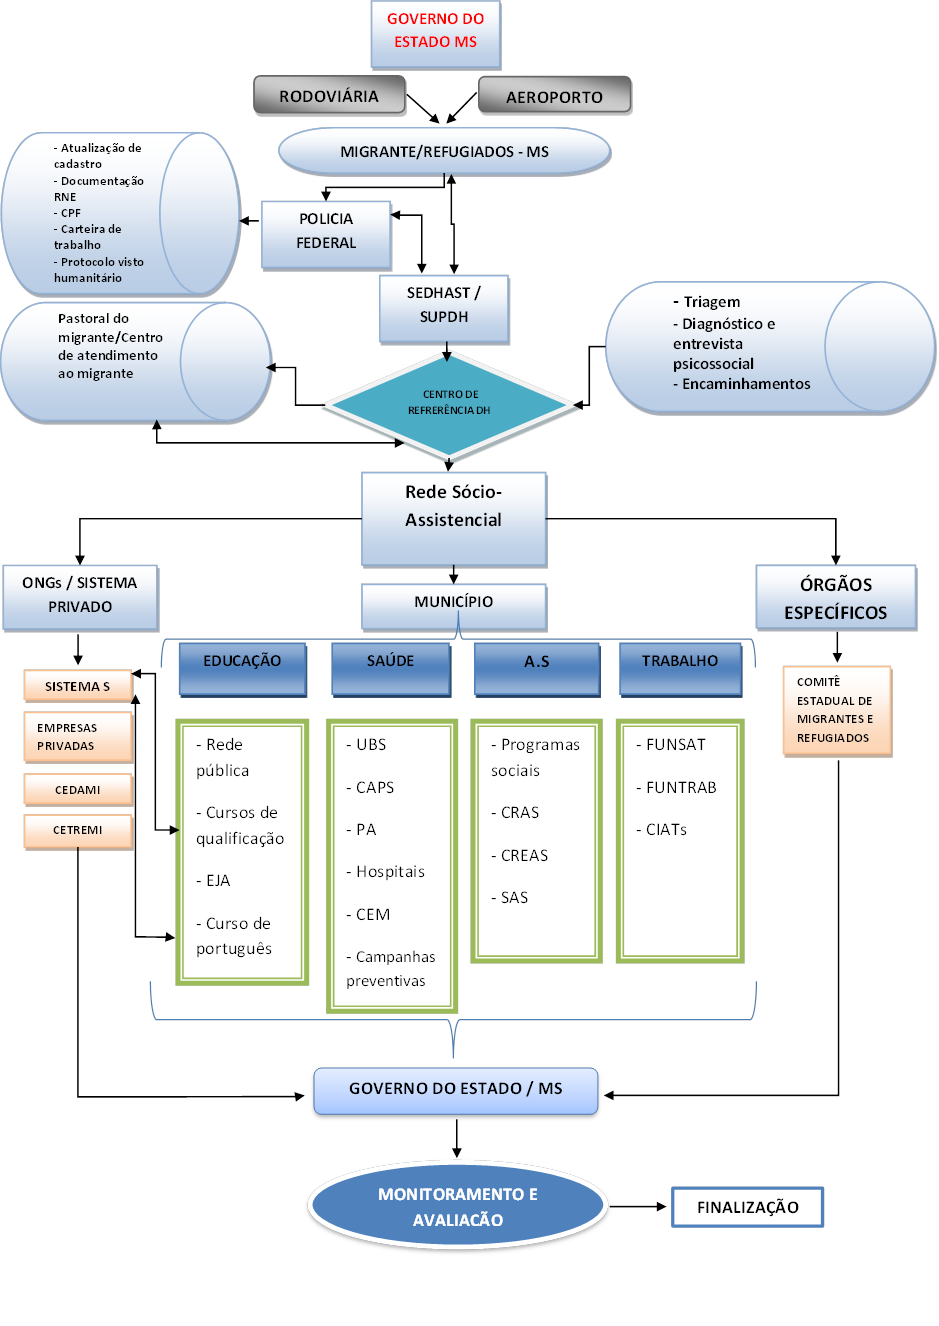 GOVERNO DO
ESTADO MS
RODOVIÁRIA
AEROPORTO
MIGRANTE/REFUGIADOS - MS
- Atualização de
cadastro
- Documentação
RNE
- CPF
- Carteira de
trabalho
- Protocolo visto
humanitário
POLICIA
FEDERAL
SEDHAST /
SUPDH
Pastoral do
migrante/Centro
de atendimento
ao migrante
CENTRO DE
REFRERÊNCIA DH
- Triagem
- Diagnóstico e
entrevista
psicossocial
- Encaminhamentos
Rede Sócio-
Assistencial
ONGs / SISTEMA
PRIVADO
MUNICÍPIO
ÓRGÃOS
ESPECÍFICOS
SISTEMA S
EMPRESAS
PRIVADAS
CEDAMI
CETREMI
EDUCAÇÃO
- Rede
pública
- Cursos de
qualificação
- EJA
- Curso de
português
SAÚDE
- UBS
- CAPS
- PA
- Hospitais
- CEM
- Campanhas
preventivas
A.S
- Programas
sociais
- CRAS
- CREAS
- SAS
TRABALHO
- FUNSAT
- FUNTRAB
- CIATs
COMITÊ
ESTADUAL DE
MIGRANTES E
REFUGIADOS
GOVERNO DO ESTADO / MS
MONITORAMENTO E
AVALIACÃO
FINALIZAÇÃO